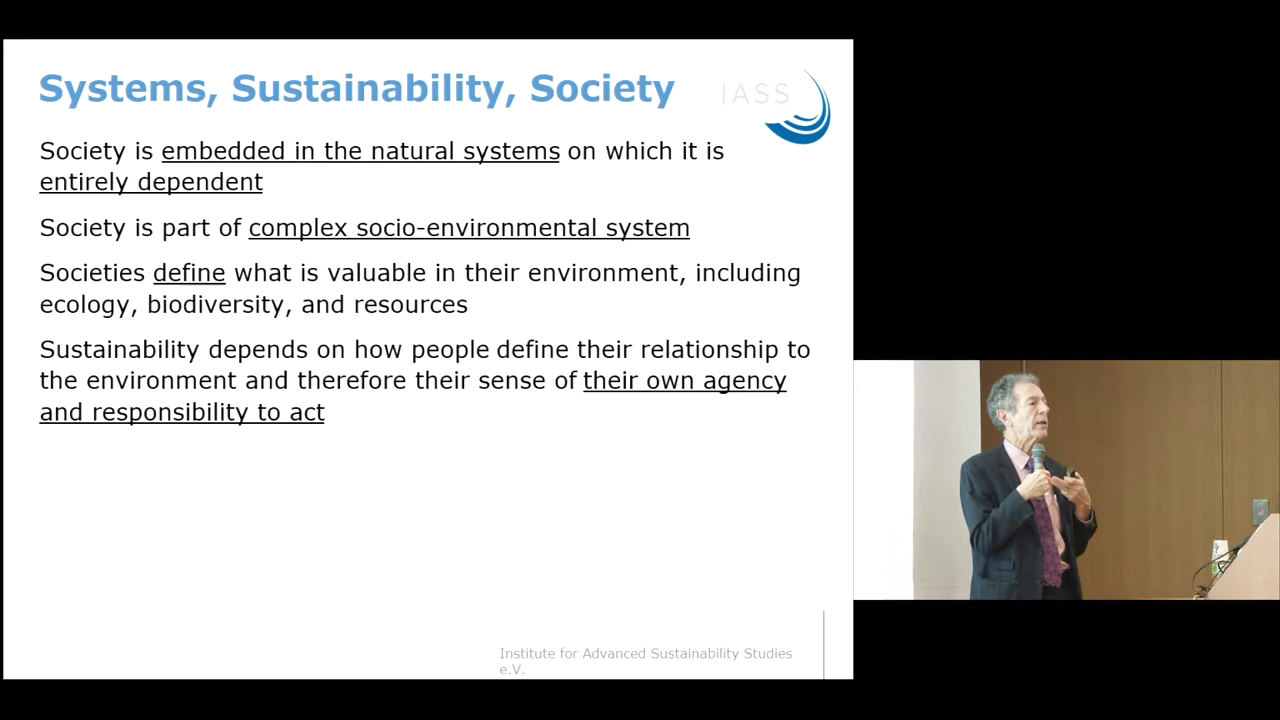 Systems, Sustainability, Society
IASS
Society is embedded in the natural systems on which it is
entirely dependent
Society is part of complex socio-environmental system
Societies define what is valuable in their environment, including
ecology, biodiversity, and resources
Sustainability depends on how people define their relationship to
the environment and therefore their sense of their own agency
and responsibility to act
Institute for Advanced Sustainability Studies
e.V.